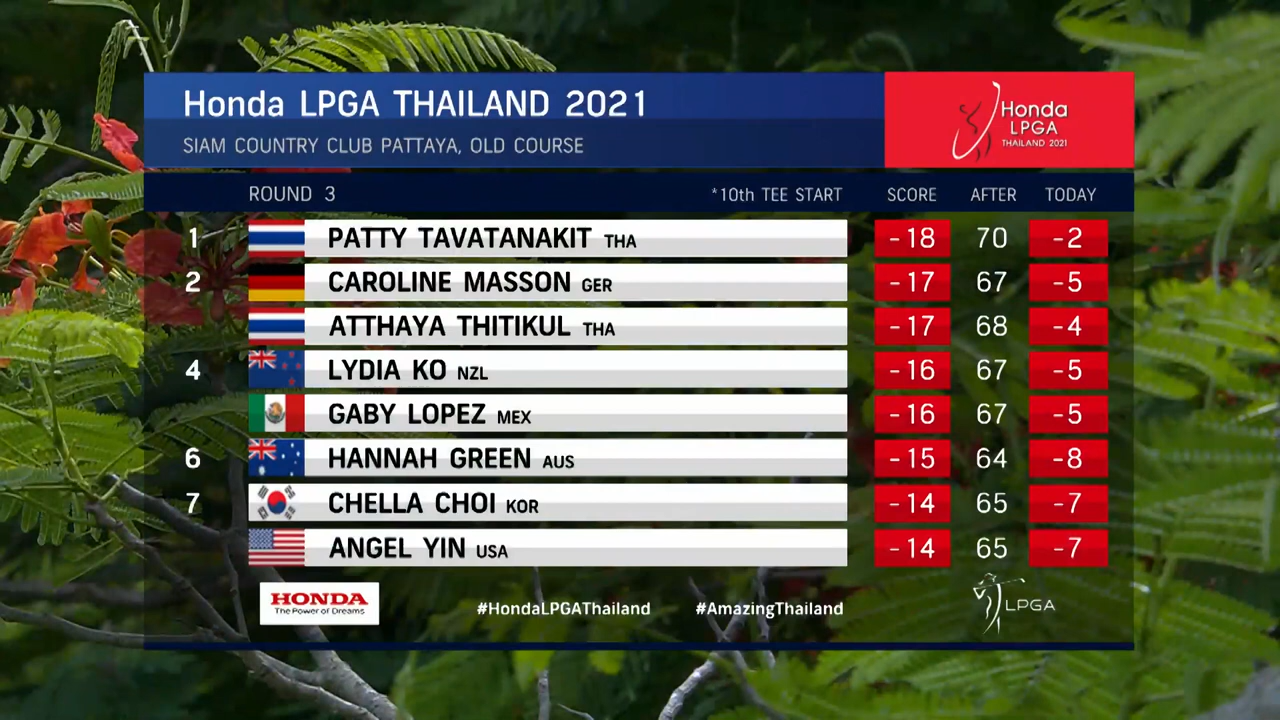 Honda LPGA THAILAND 2021
SIAM COUNTRY CLUB PATTAYA, OLD COURSE
Honda
LPGA
THAILAND 2021
ROUND 3 *10th TEE START SCORE AFTER TODAY
1 PATTY TAVATANAKIT THA -18 70 -2
2 CAROLINE MASSON GER -17 67 -5
ATTHAYA THITIKUL THA -17 68 -4
4 LYDIA KO NZL -16 67 -5
GABY LOPEZ MEX -16 67 -5
6 HANNAH GREEN AUS -15 64 -8
7 CHELLA CHOI KOR -14 65 -7
ANGEL YIN USA -14 65 -7
HONDA
The Power of Dreams
#HondaLPGAThailand #AmazingThailand
LPGA